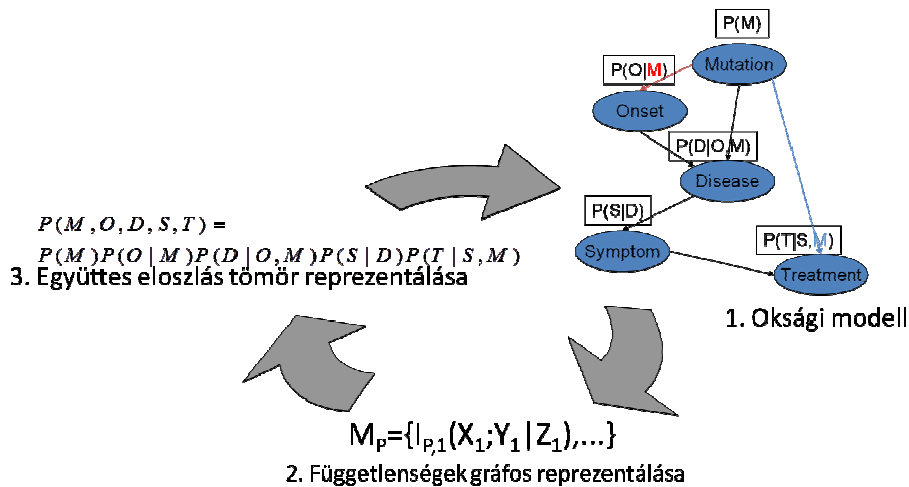 P(M)
Mutation
P(O|M)
Onset
P(D|O,M)
Disease
P(S|D)
Symptom
P(T|S,M)
Treatment
1. Oksági modell
P(M,O,D,S,T) =
P(M)P(O|M)P(D|O,M)P(S|D)P(T|S,M)
3. Együttes eloszlás tömör reprezentálása
M_P={I_P,1(X_1;Y_1|Z_1),...}
2. Függetlenségek gráfos reprezentálása